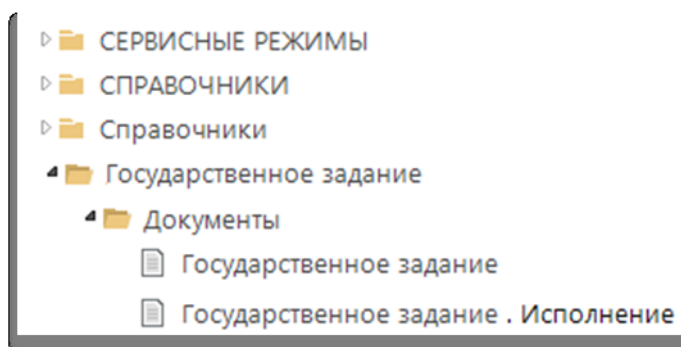 СЕРВИСНЫЕ РЕЖИМЫ
СПРАВОЧНИКИ
Справочники
Государственное задание
Документы
Государственное задание
Государственное задание . Исполнение